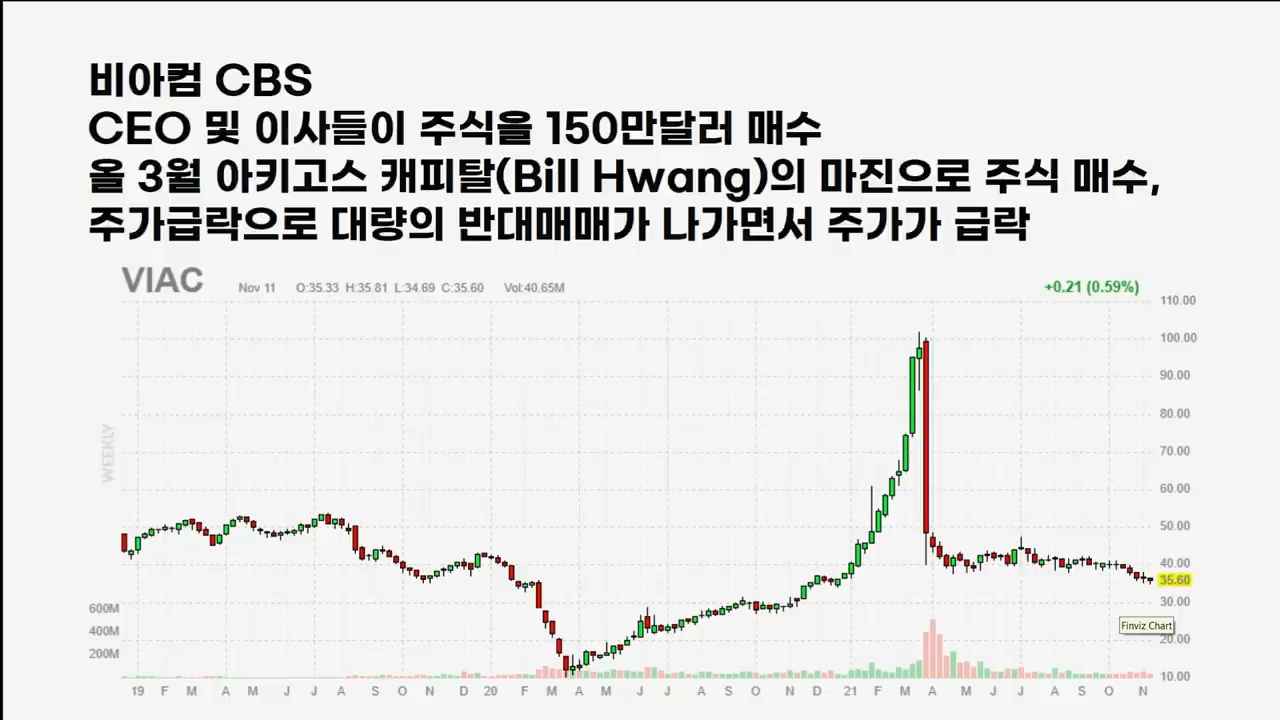 비아컴 CBS
CEO 및 이사들이 주식을 150만달러 매수
올 3월 아키고스 캐피탈(Bill Hwang)의 마진으로 주식 매수,
주가급락으로 대량의 반대매매가 나가면서 주가가 급락
VIAC Nov 11 O:35.33 H:35.81 L:34.69 C:35.60 Vol:40.65M +0.21 (0.59%)
110.00
100.00
90.00
80.00
70.00
WEEKLY
60.00
50.00
40.00
35.60
600M 30.00
Finviz Chart
400M 20.00
200M
10.00
19 F M A M J J A S O N D 20 F M A M J J A S O N D 21 F M A M J J A S O N